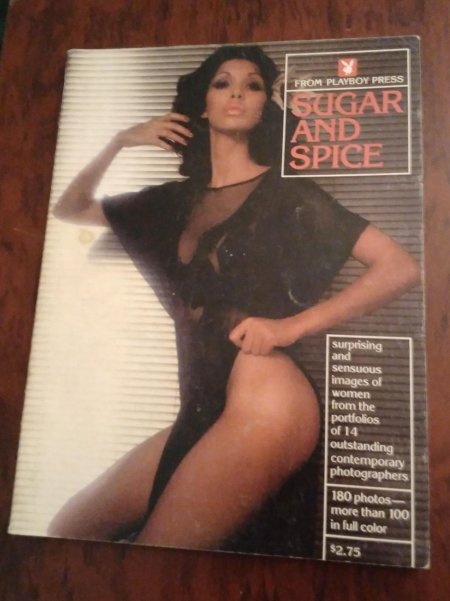 FROM PLAYBOY PRESS
SUGAR
AND
SPICE
surprising
and
sensuous
images of
women
from the
portfolios
of 14
outstanding
contemporary
photographers
180 photos—
more than 100
in full color
$2.75